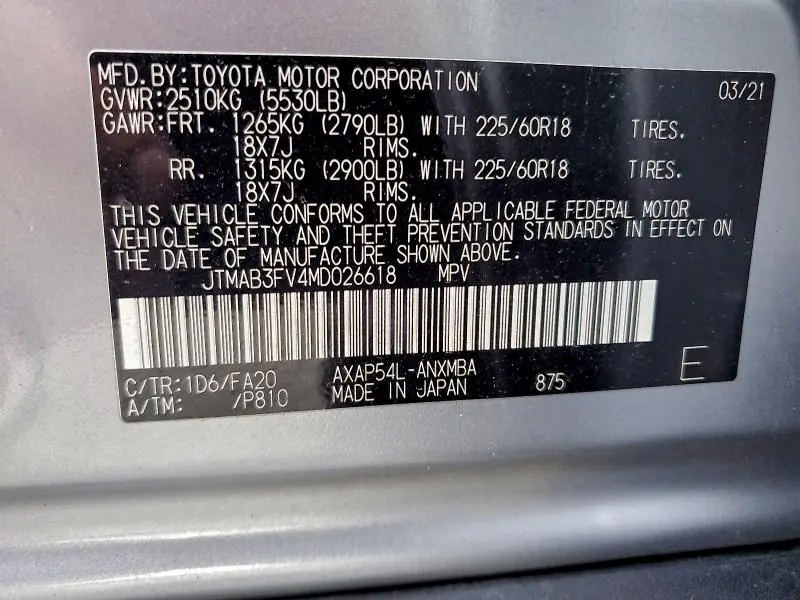 MFD.BY:TOYOTA MOTOR CORPORATION 03/21
GVWR:2510KG (5530LB)
GAWR:FRT. 1265KG (2790LB) WITH 225/60R18 TIRES.
18X7J RIMS.
RR. 1315KG (2900LB) WITH 225/60R18 TIRES.
18X7J RIMS.
THIS VEHICLE CONFORMS TO ALL APPLICABLE FEDERAL MOTOR
VEHICLE SAFETY AND THEFT PREVENTION STANDARDS IN EFFECT ON
THE DATE OF MANUFACTURE SHOWN ABOVE.
JTMAB3FV4MD026618 MPV
C/TR:1D6/FA20 AXAP54L-ANXMBA
A/TM: /P810 MADE IN JAPAN 875 E